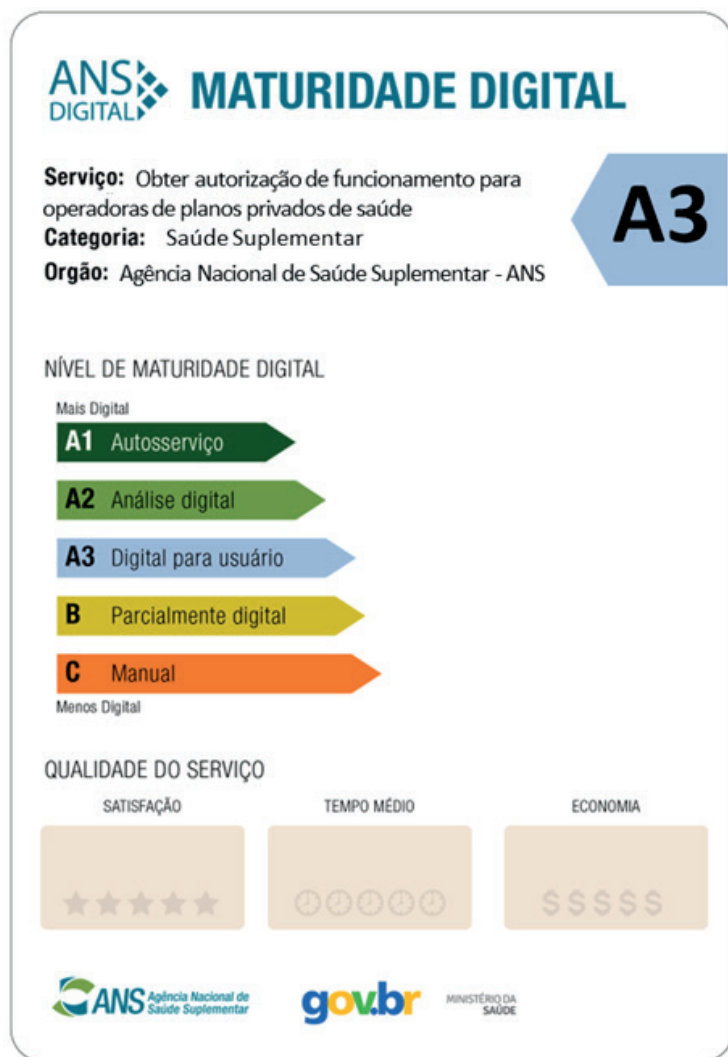 ANS
DIGITAL
MATURIDADE DIGITAL
Serviço: Obter autorização de funcionamento para
operadoras de planos privados de saúde
Categoria: Saúde Suplementar
Orgão: Agência Nacional de Saúde Suplementar - ANS
A3
NÍVEL DE MATURIDADE DIGITAL
Mais Digital
A1 Autosserviço
A2 Análise digital
A3 Digital para usuário
B Parcialmente digital
C Manual
Menos Digital
QUALIDADE DO SERVIÇO
SATISFAÇÃO TEMPO MÉDIO ECONOMIA
$$$$$
ANS Agência Nacional de
Saúde Suplementar
gov.br
MINISTÉRIO DA
SAÚDE